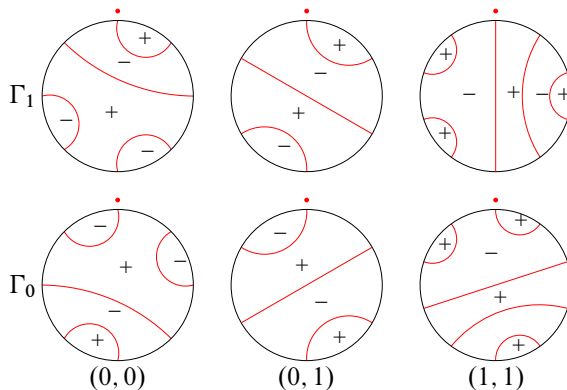 + + 
− − + −
Γ₁ + − + − − + − +
− − − +
− − + +
+ + −
Γ₀ − − − +
+ + +
(0, 0) (0, 1) (1, 1)